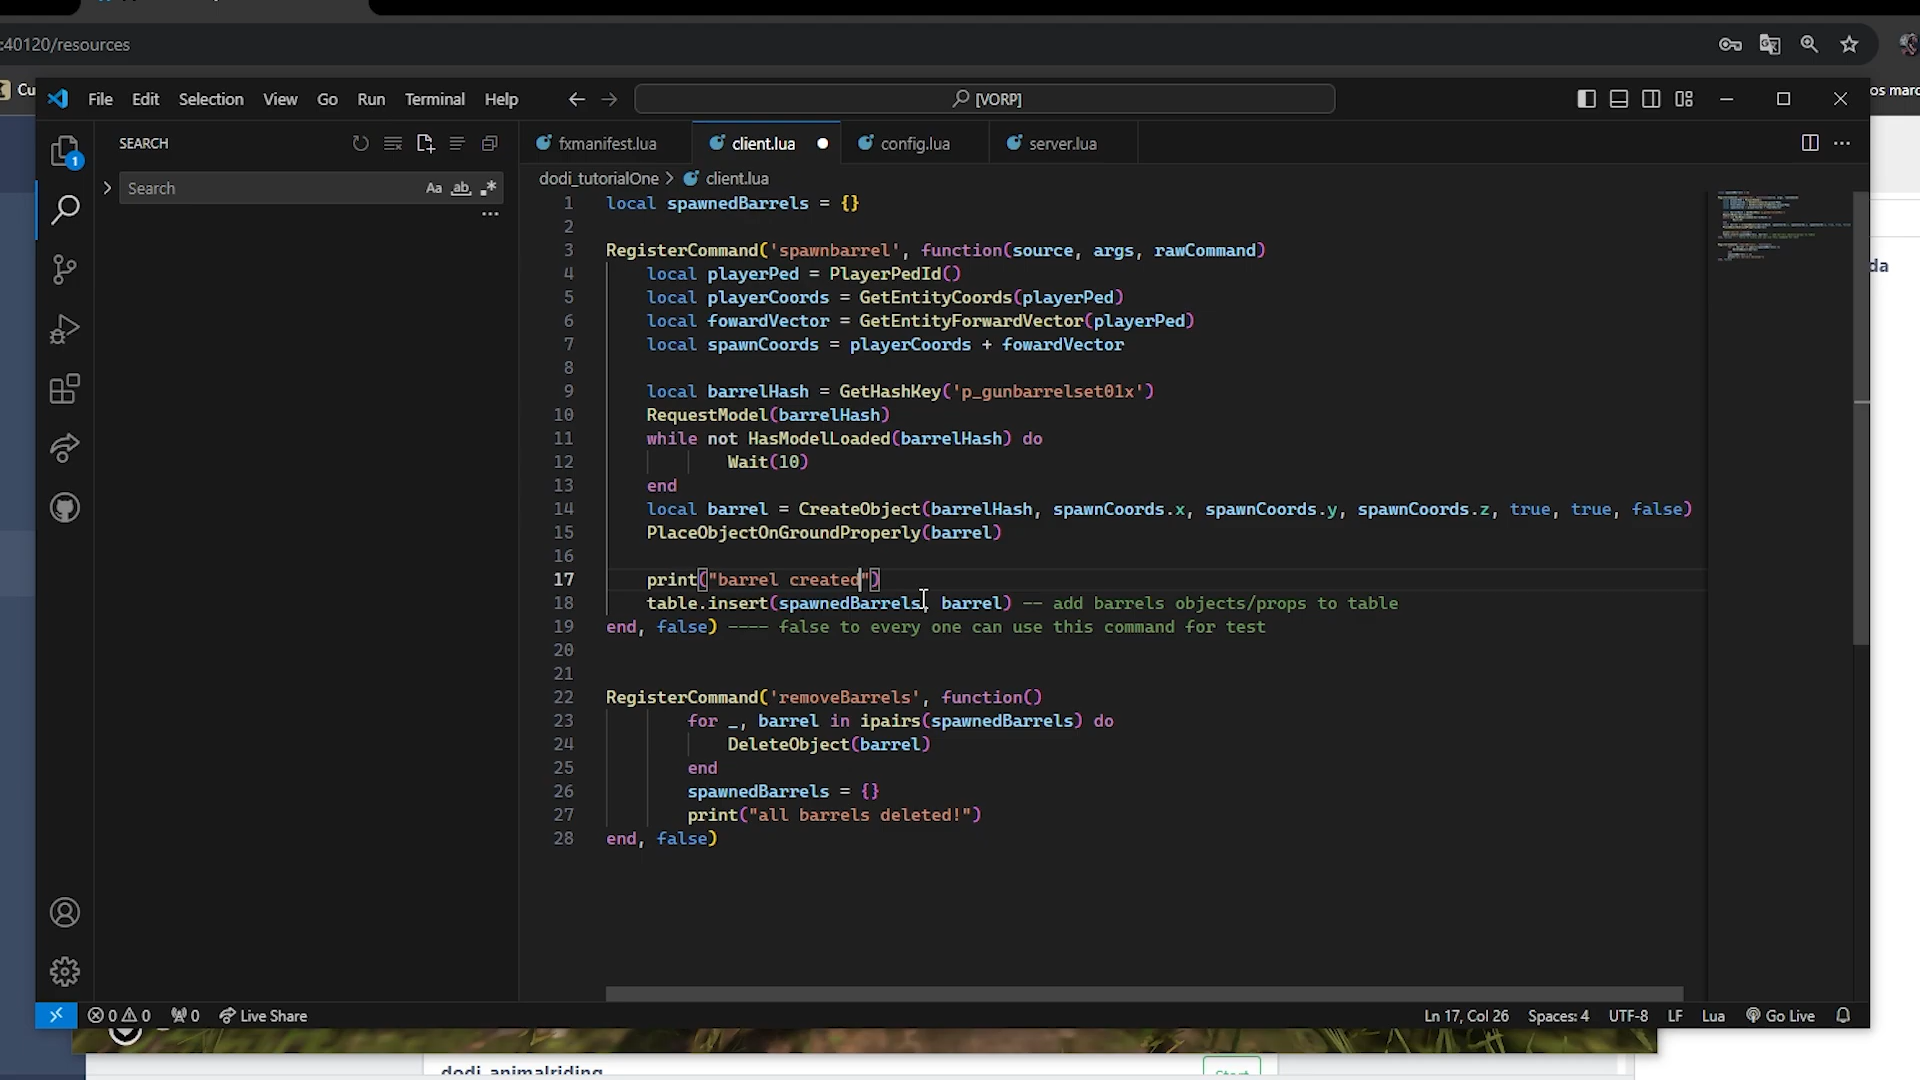 :40120/resources
Cu
File Edit Selection View Go Run Terminal Help
[VORP]
SEARCH
Search
Aa ab
1
fxmanifest.lua client.lua config.lua server.lua
dodi_tutorialOne > client.lua
1 local spawnedBarrels = {}
2
3 RegisterCommand('spawnbarrel', function(source, args, rawCommand)
4 local playerPed = PlayerPedId()
5 local playerCoords = GetEntityCoords(playerPed)
6 local fowardVector = GetEntityForwardVector(playerPed)
7 local spawnCoords = playerCoords + fowardVector
8
9 local barrelHash = GetHashKey('p_gunbarrelset01x')
10 RequestModel(barrelHash)
11 while not HasModelLoaded(barrelHash) do
12 Wait(10)
13 end
14 local barrel = CreateObject(barrelHash, spawnCoords.x, spawnCoords.y, spawnCoords.z, true, true, false)
15 PlaceObjectOnGroundProperly(barrel)
16
17 print("barrel created")
18 table.insert(spawnedBarrels, barrel) -- add barrels objects/props to table
19 end, false) ---- false to every one can use this command for test
20
21
22 RegisterCommand('removeBarrels', function()
23 for _, barrel in ipairs(spawnedBarrels) do
24 DeleteObject(barrel)
25 end
26 spawnedBarrels = {}
27 print("all barrels deleted!")
28 end, false)
os marc
da
0 0 0 Live Share
Ln 17, Col 26 Spaces: 4 UTF-8 LF Lua Go Live
dodi_animalriding
Start